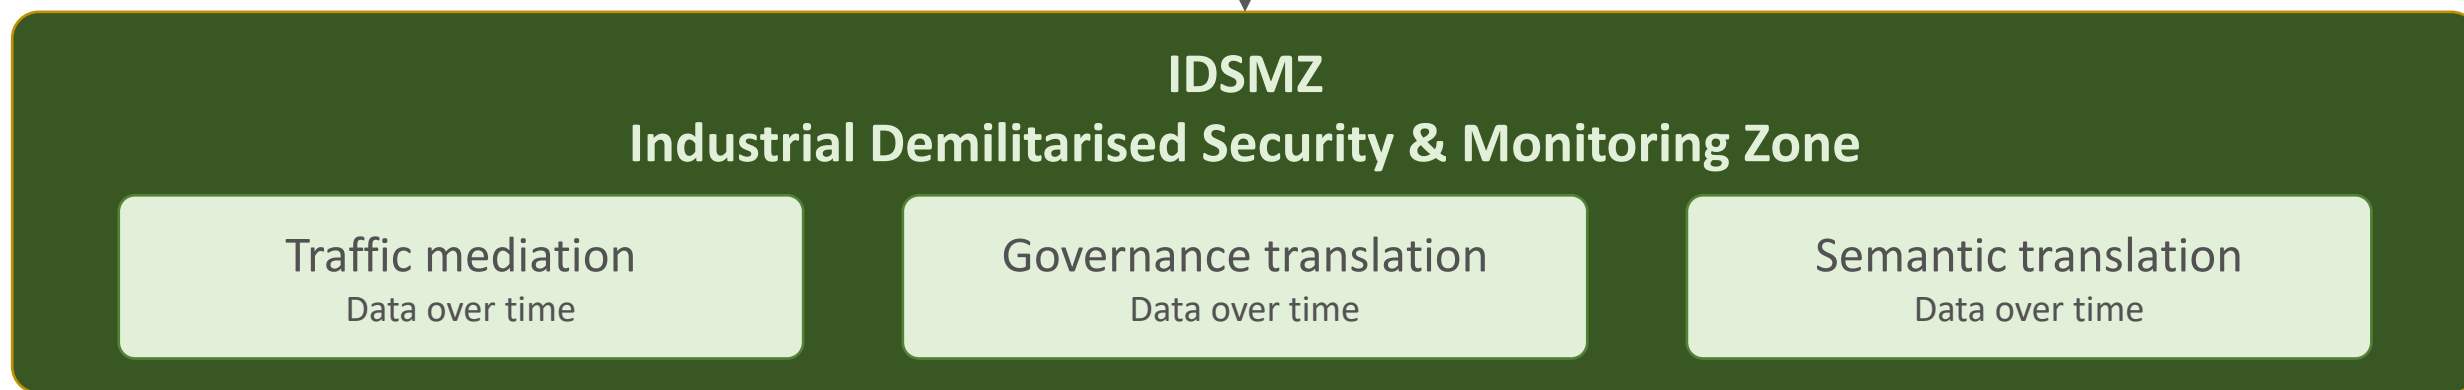 IDSMZ
Industrial Demilitarised Security & Monitoring Zone
Traffic mediation
Data over time
Governance translation
Data over time
Semantic translation
Data over time